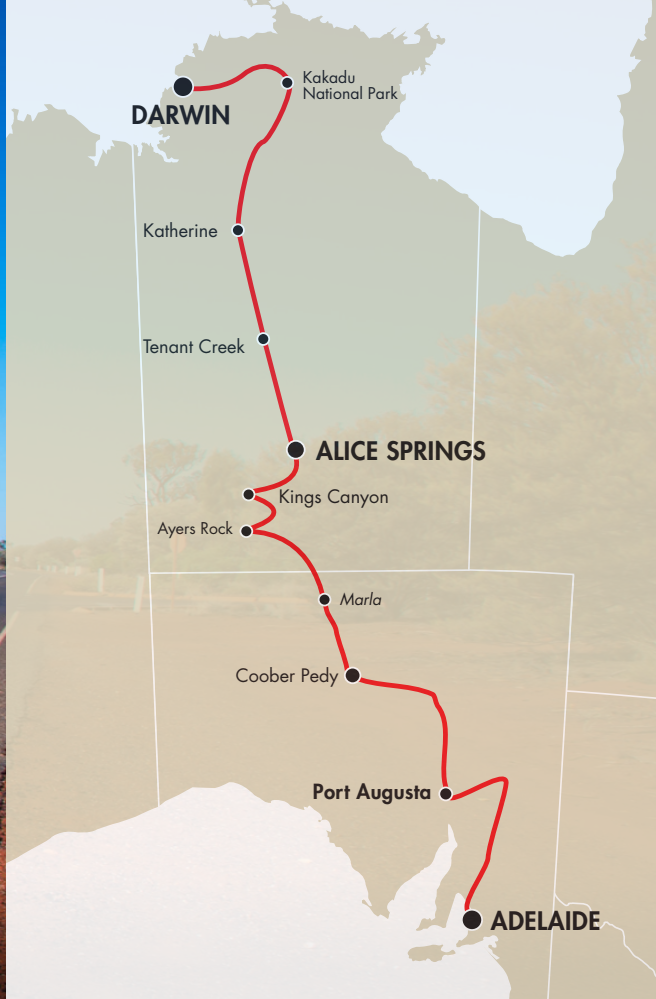 Kakadu
National Park
DARWIN
Katherine
Tenant Creek
ALICE SPRINGS
Kings Canyon
Ayers Rock
Marla
Coober Pedy
Port Augusta
ADELAIDE